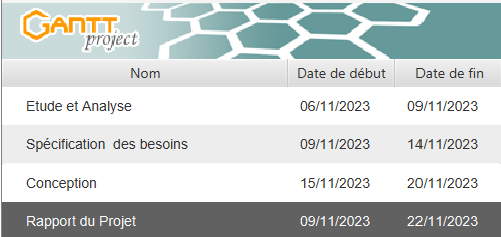 GANTT
project
Nom Date de début Date de fin
Etude et Analyse 06/11/2023 09/11/2023
Spécification des besoins 09/11/2023 14/11/2023
Conception 15/11/2023 20/11/2023
Rapport du Projet 09/11/2023 22/11/2023